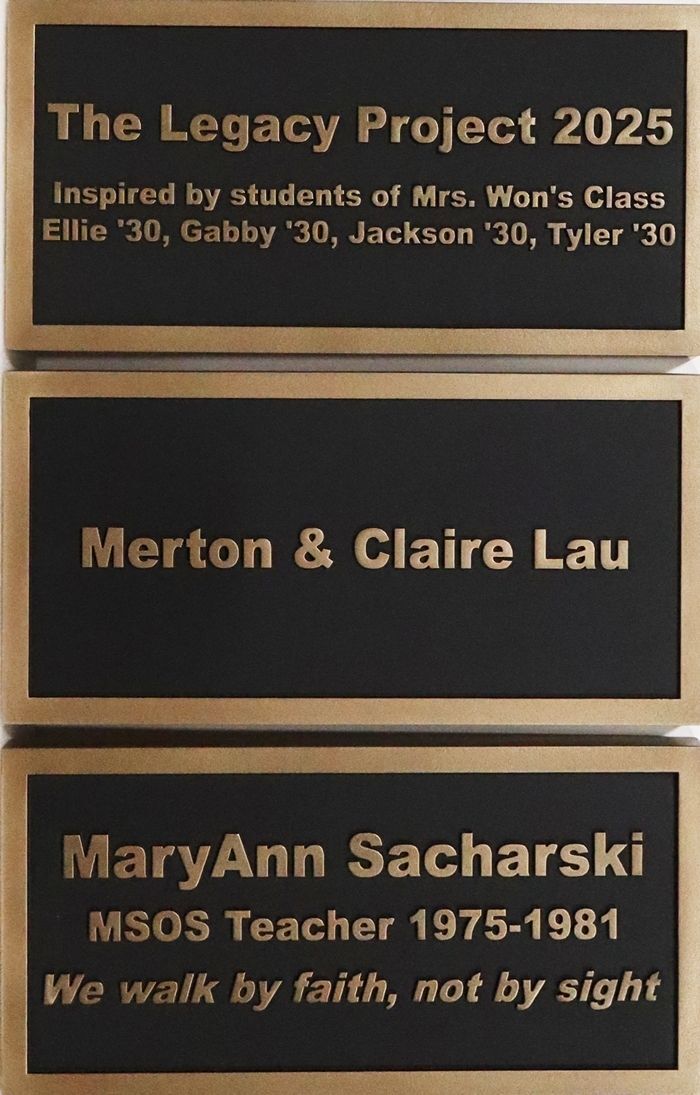 The Legacy Project 2025
Inspired by students of Mrs. Won's Class
Ellie '30, Gabby '30, Jackson '30, Tyler '30
Merton & Claire Lau
MaryAnn Sacharski
MSOS Teacher 1975-1981
We walk by faith, not by sight